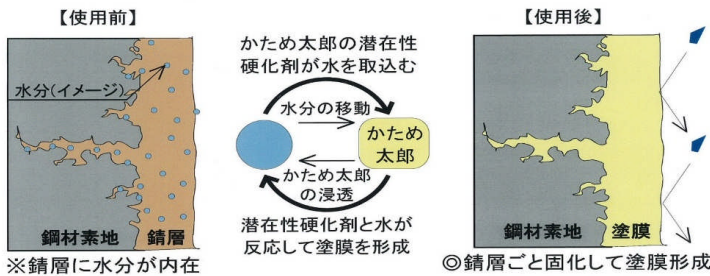 【使用前】
水分(イメージ)
鋼材素地
錆層
※錆層に水分が内在
かため太郎の潜在性
硬化剤が水を取込む
水分の移動
かため
太郎
かため太郎
の浸透
潜在性硬化剤と水が
反応して塗膜を形成
【使用後】
鋼材素地
塗膜
◎錆層ごと固化して塗膜形成